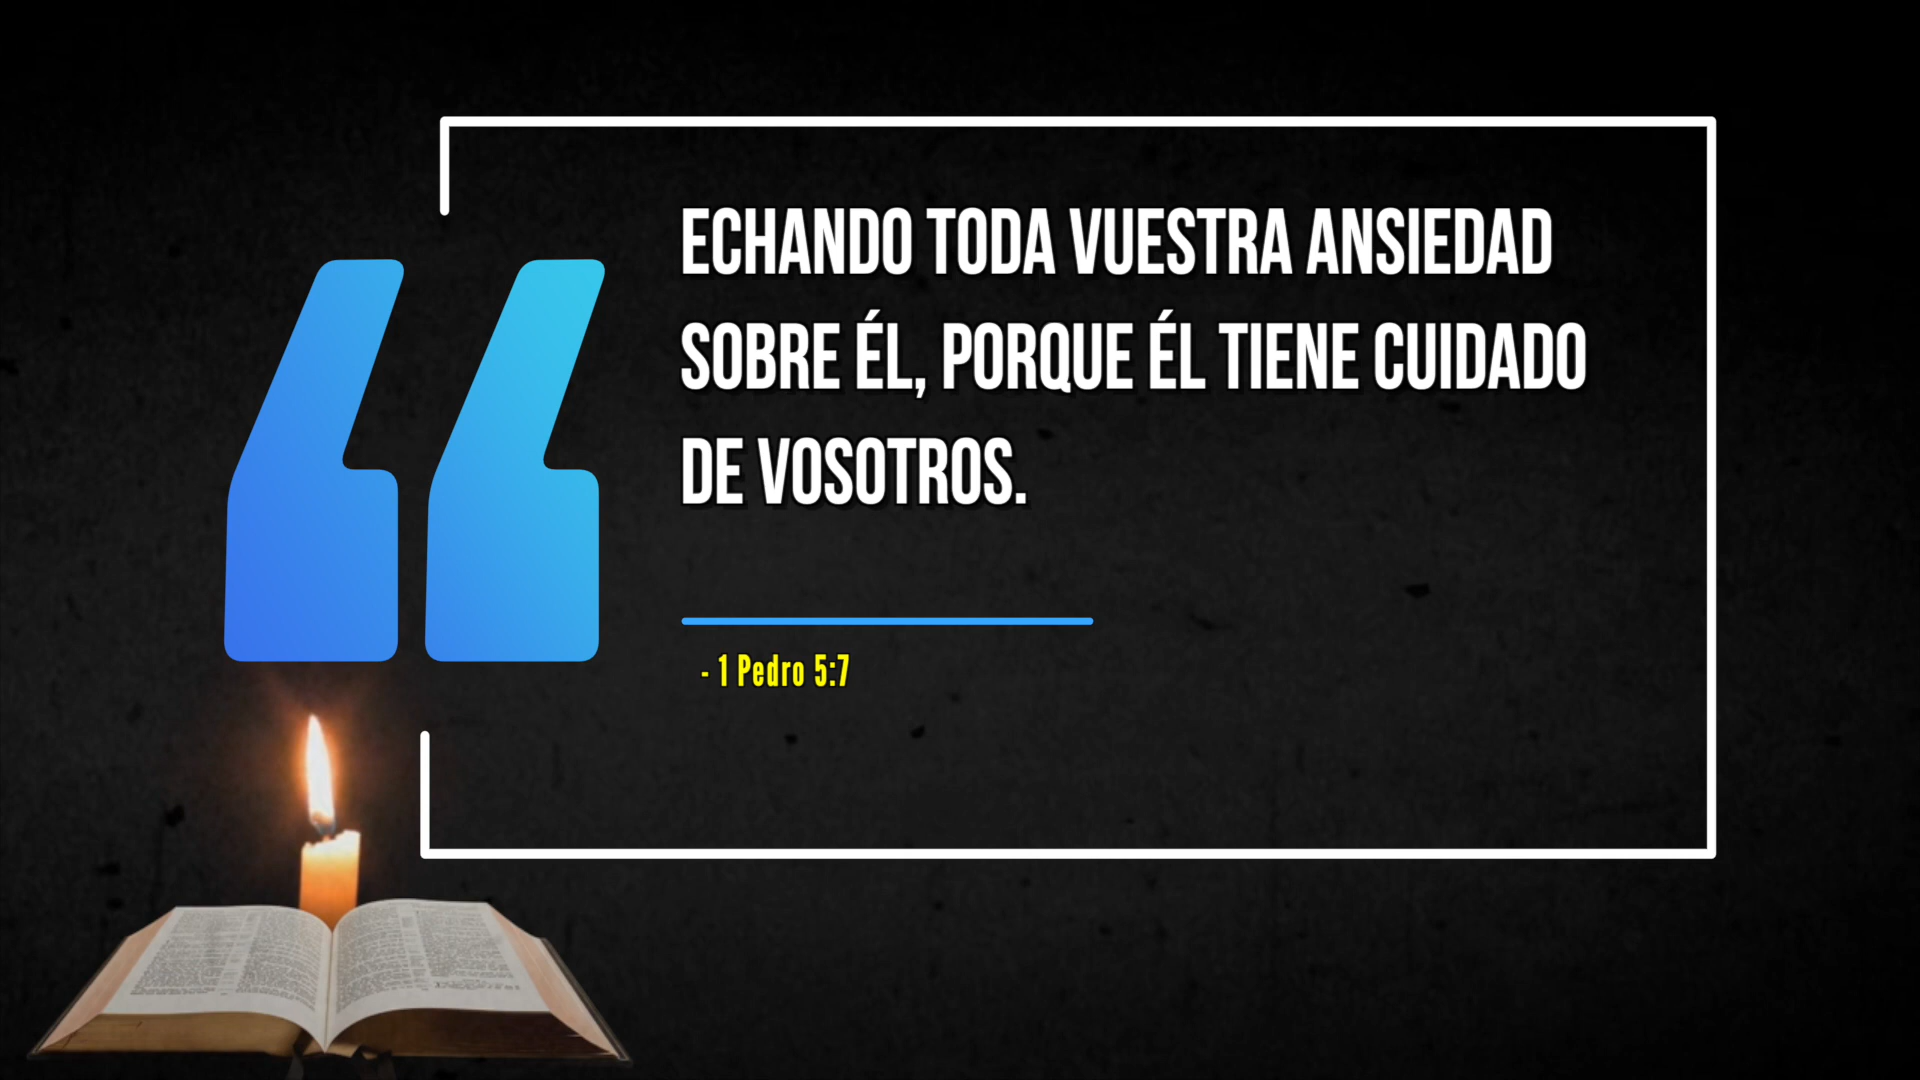 ECHANDO TODA VUESTRA ANSIEDAD
SOBRE ÉL, PORQUE ÉL TIENE CUIDADO
DE VOSOTROS.
- 1 Pedro 5:7